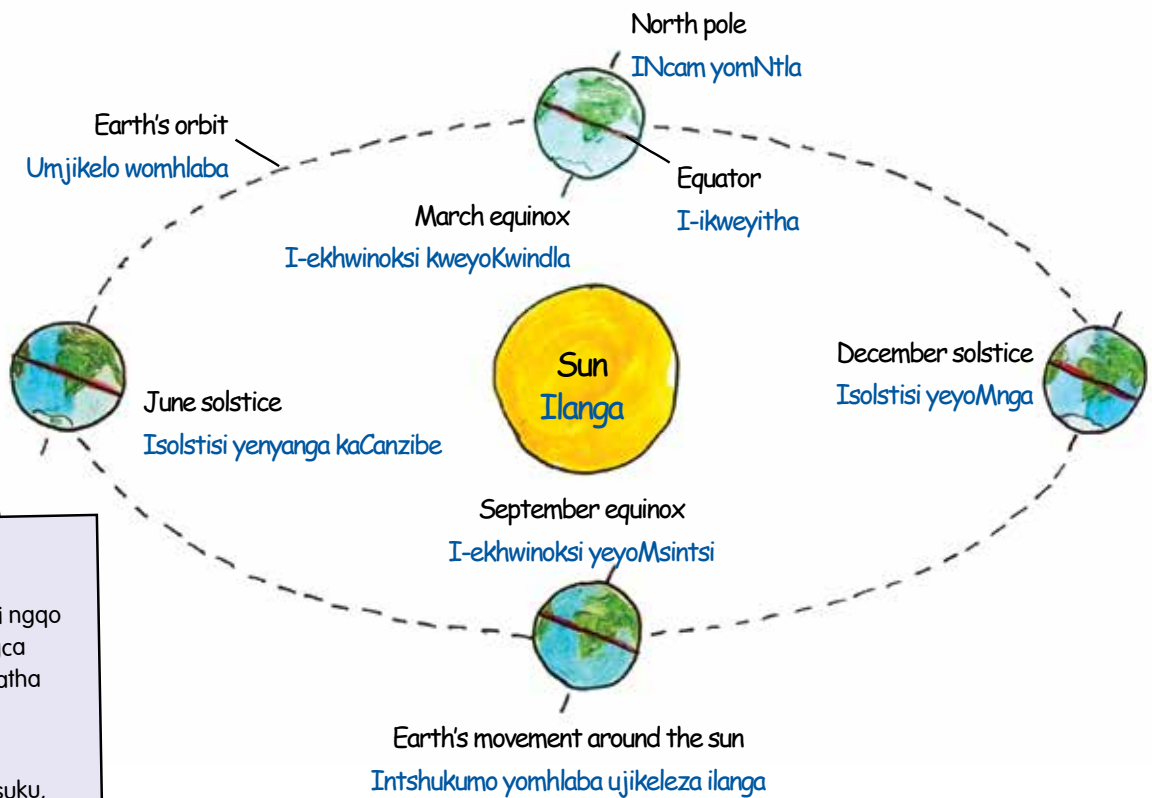 North pole
INcam yomNtla
Earth's orbit
Umjikelo womhlaba
Equator
I-ikweyitha
March equinox
I-ekhwinoksi kweyoKwindla
Sun
Ilanga
December solstice
Isolstisi yeyoMnga
June solstice
Isolstisi yenyanga kaCanzibe
September equinox
I-ekhwinoksi yeyoMsintsi
ngqo
Earth's movement around the sun
Intshukumo yomhlaba ujikeleza ilanga